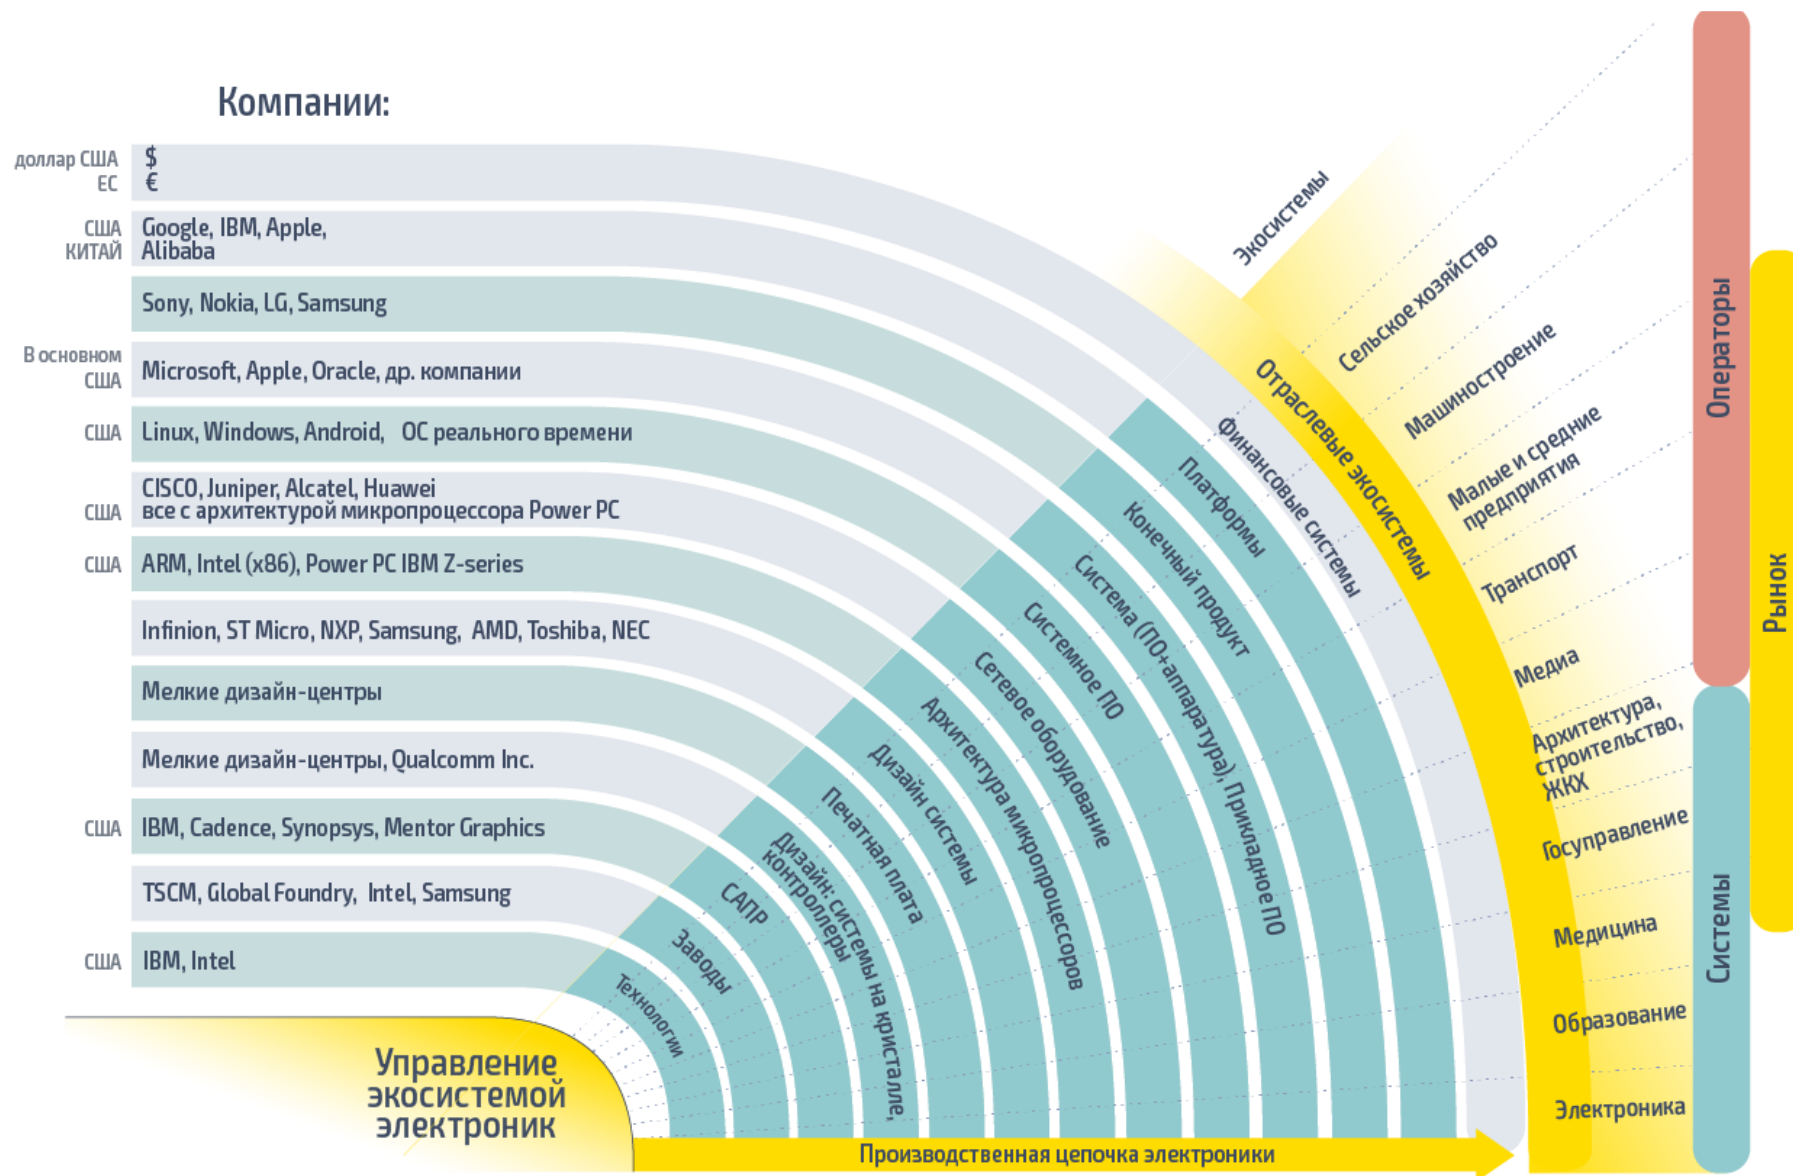 Компании:
доллар США
ЕС
$
€
США
КИТАЙ
Google, IBM, Apple,
Alibaba
Sony, Nokia, LG, Samsung
В основном
США
Microsoft, Apple, Oracle, др. компании
США
Linux, Windows, Android, ОС реального времени
США
CISCO, Juniper, Alcatel, Huawei
все с архитектурой микропроцессора Power PC
США
ARM, Intel (x86), Power PC IBM Z-series
Infinion, ST Micro, NXP, Samsung, AMD, Toshiba, NEC
Мелкие дизайн-центры
Мелкие дизайн-центры, Qualcomm Inc.
США
IBM, Cadence, Synopsys, Mentor Graphics
TSCM, Global Foundry, Intel, Samsung
США
IBM, Intel
Управление
экосистемой
электроник
Технологии
Заводы
САПР
Дизайн: системы на кристалле,
контроллеры
Печатная плата
Дизайн системы
Архитектура микропроцессоров
Сетевое оборудование
Системное ПО
Система (ПО+аппаратура), Прикладное ПО
Конечный продукт
Платформы
Финансовые системы
Отраслевые экосистемы
Экосистемы
Сельское хозяйство
Машиностроение
Малые и средние
предприятия
Транспорт
Медиа
Архитектура,
строительство,
ЖКХ
Госуправление
Медицина
Образование
Электроника
Операторы
Системы
Рынок
Производственная цепочка электроники